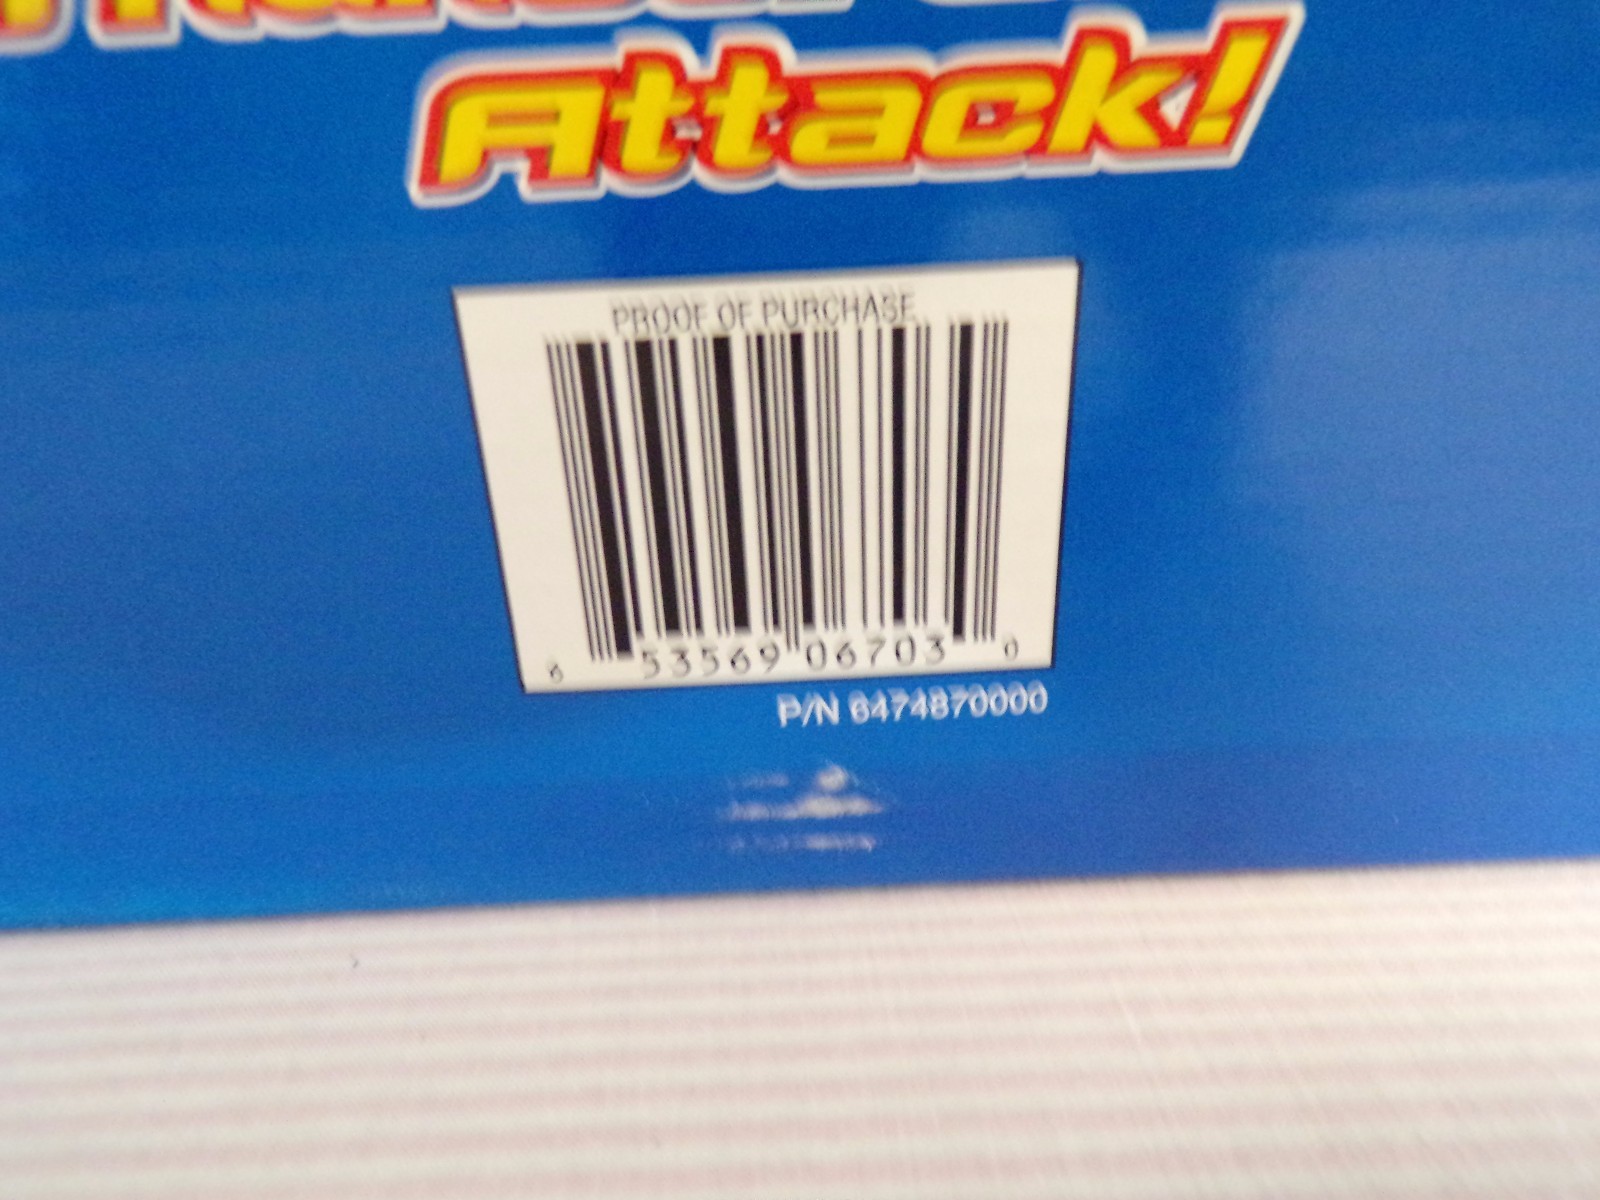 Attack!
PROOF OF PURCHASE
6 53569 06703 0
P/N 6474870000